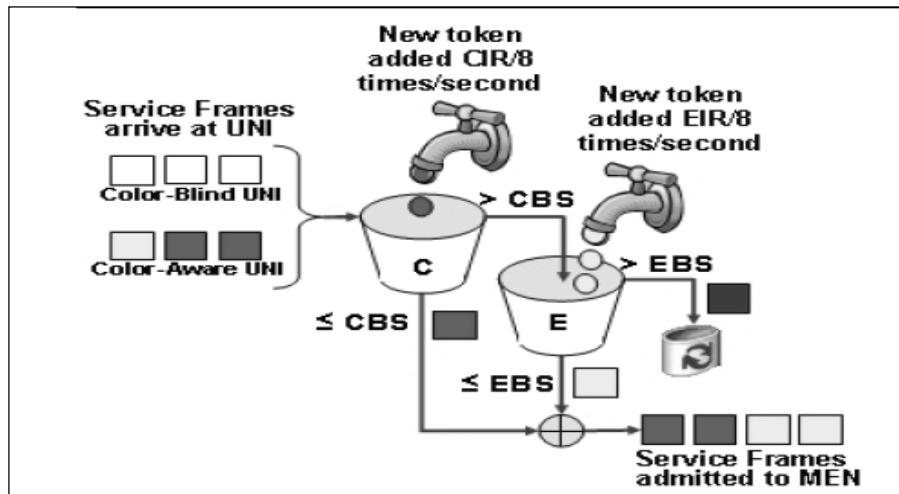 New token
added CIR/8
times/second
New token
added EIR/8
times/second
Service Frames
arrive at UNI
Color-Blind UNI
Color-Aware UNI
> CBS
C
> EBS
≤ CBS
E
≤ EBS
Service Frames
admitted to MEN